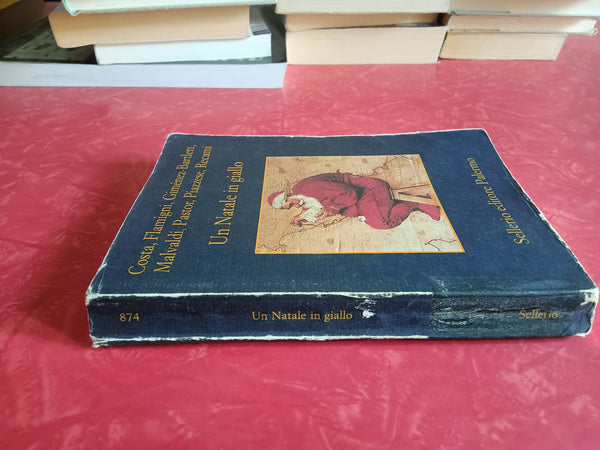 Costa, Flamigni, Giménez-Bartlett,
Malvaldi, Pastor, Piazzese, Recami
Un Natale in giallo
Sellerio editore Palermo
874
Un Natale in giallo
Sellerio